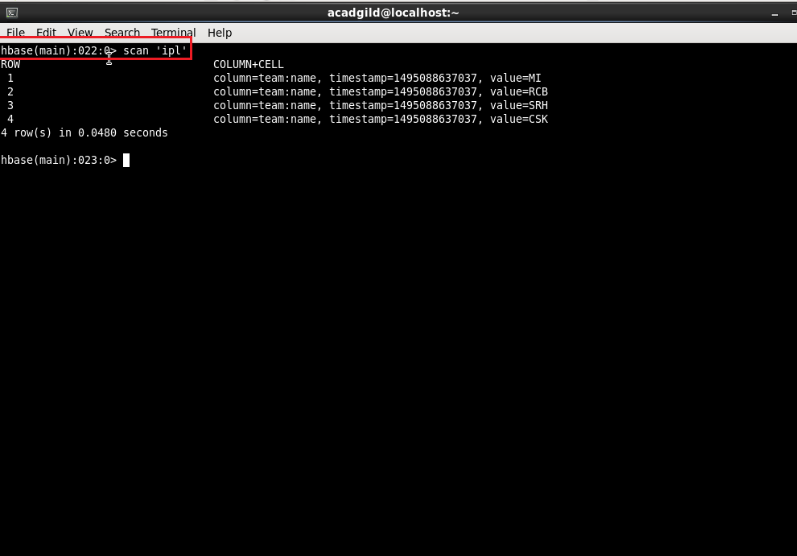 acadgild@localhost:~
File Edit View Search Terminal Help
hbase(main):022:0> scan 'ipl'
ROW COLUMN+CELL
1 column=team:name, timestamp=1495088637037, value=MI
2 column=team:name, timestamp=1495088637037, value=RCB
3 column=team:name, timestamp=1495088637037, value=SRH
4 column=team:name, timestamp=1495088637037, value=CSK
4 row(s) in 0.0480 seconds
hbase(main):023:0>